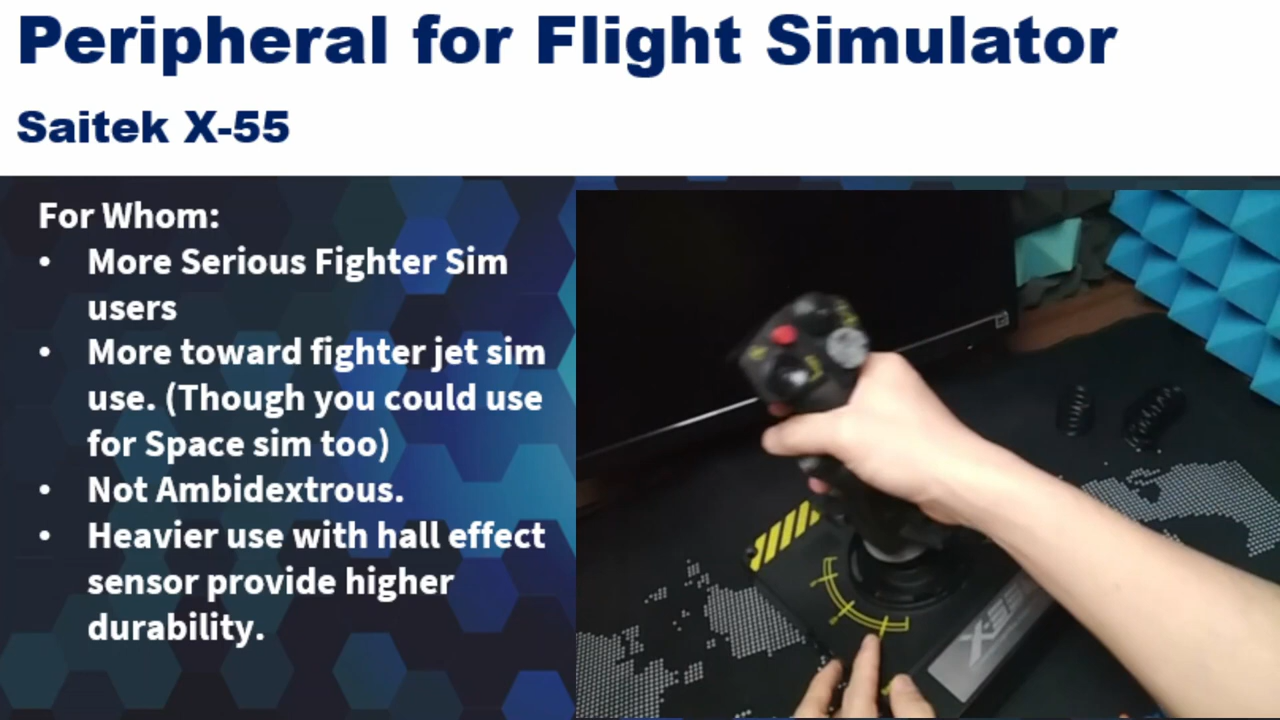 Peripheral for Flight Simulator
Saitek X-55
For Whom:
• More Serious Fighter Sim
users
• More toward fighter jet sim
use. (Though you could use
for Space sim too)
• Not Ambidextrous.
• Heavier use with hall effect
sensor provide higher
durability.
X-55